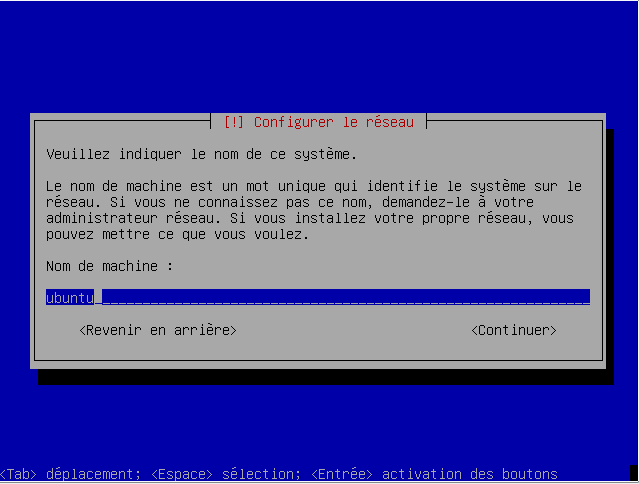 [!] Configurer le réseau
Veuillez indiquer le nom de ce système.
Le nom de machine est un mot unique qui identifie le système sur le
réseau. Si vous ne connaissez pas ce nom, demandez-le à votre
administrateur réseau. Si vous installez votre propre réseau, vous
pouvez mettre ce que vous voulez.
Nom de machine :
ubuntu
<Revenir en arrière> <Continuer>
<Tab> déplacement; <Espace> sélection; <Entrée> activation des boutons